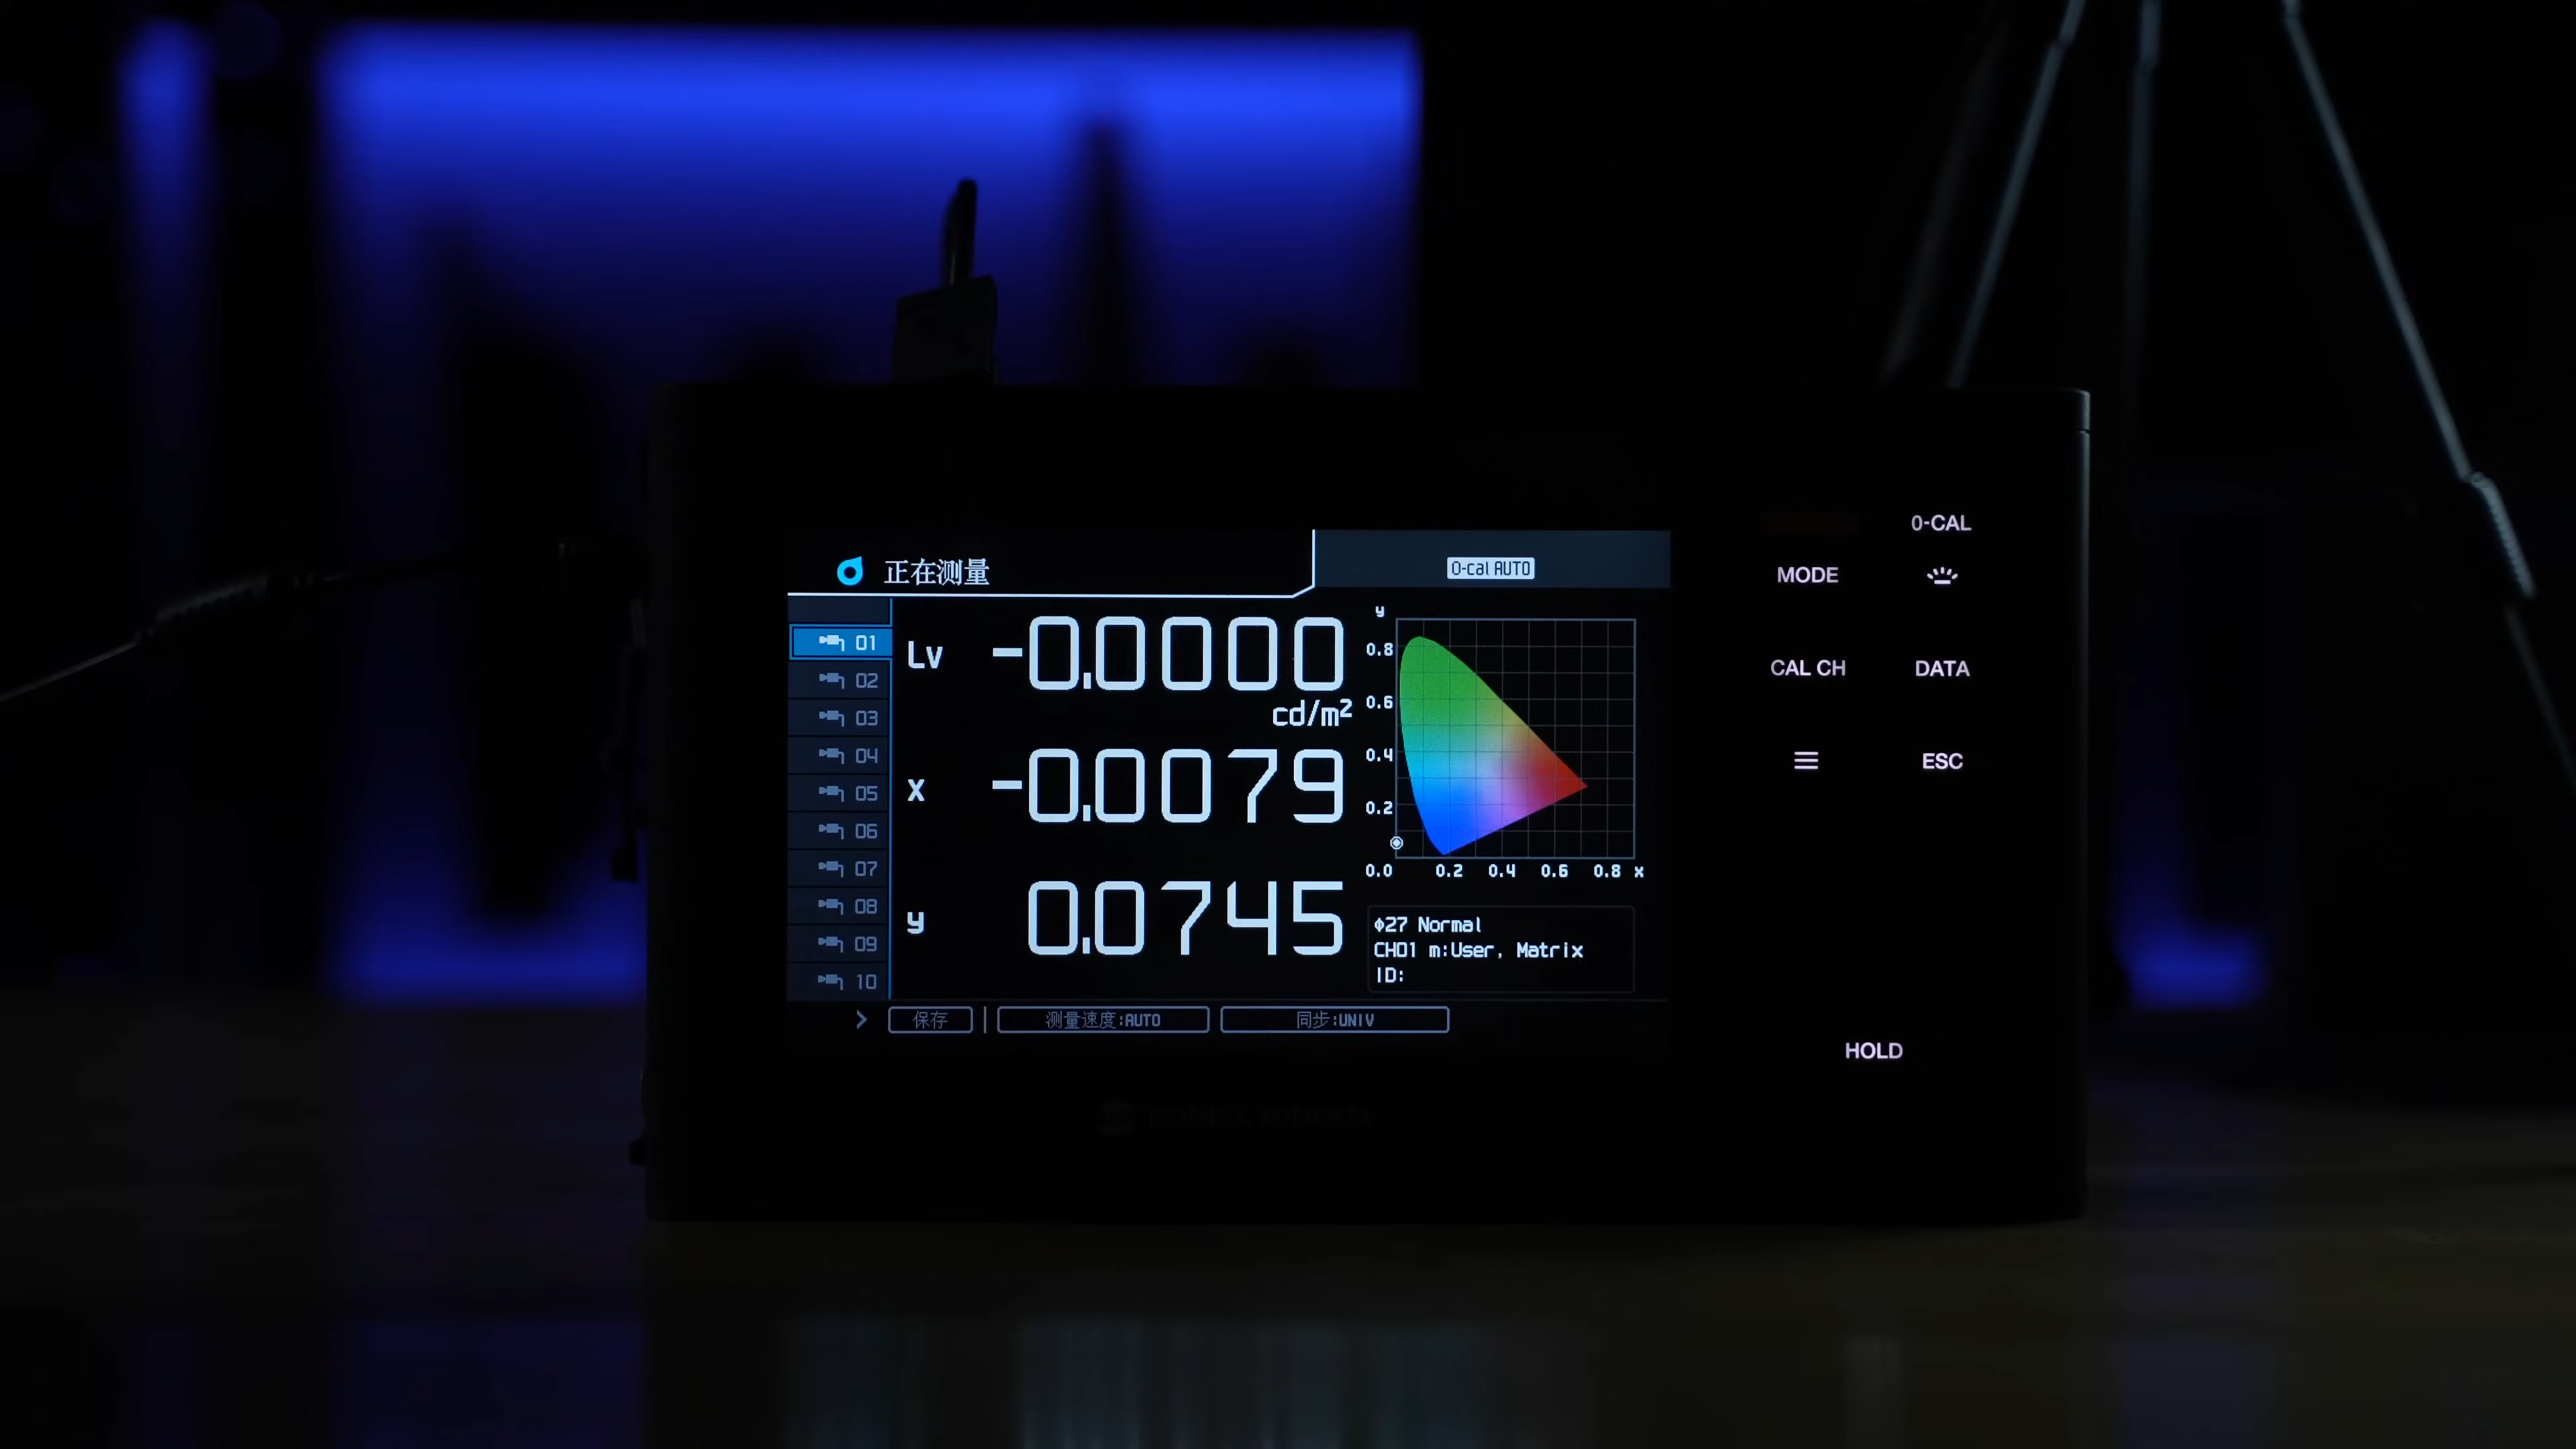 0-CAL
正在测量
0-cal AUTO
MODE
01
Lv -0.0000
cd/m²
02
03
04
05
06
07
08
09
10
x -0.0079
y 0.0745
y
0.8
0.6
0.4
0.2
0.0 0.2 0.4 0.6 0.8 x
CAL CH DATA
ESC
Φ27 Normal
CH01 m:User, Matrix
ID:
保存 测量速度:AUTO 同步:UNIV
HOLD